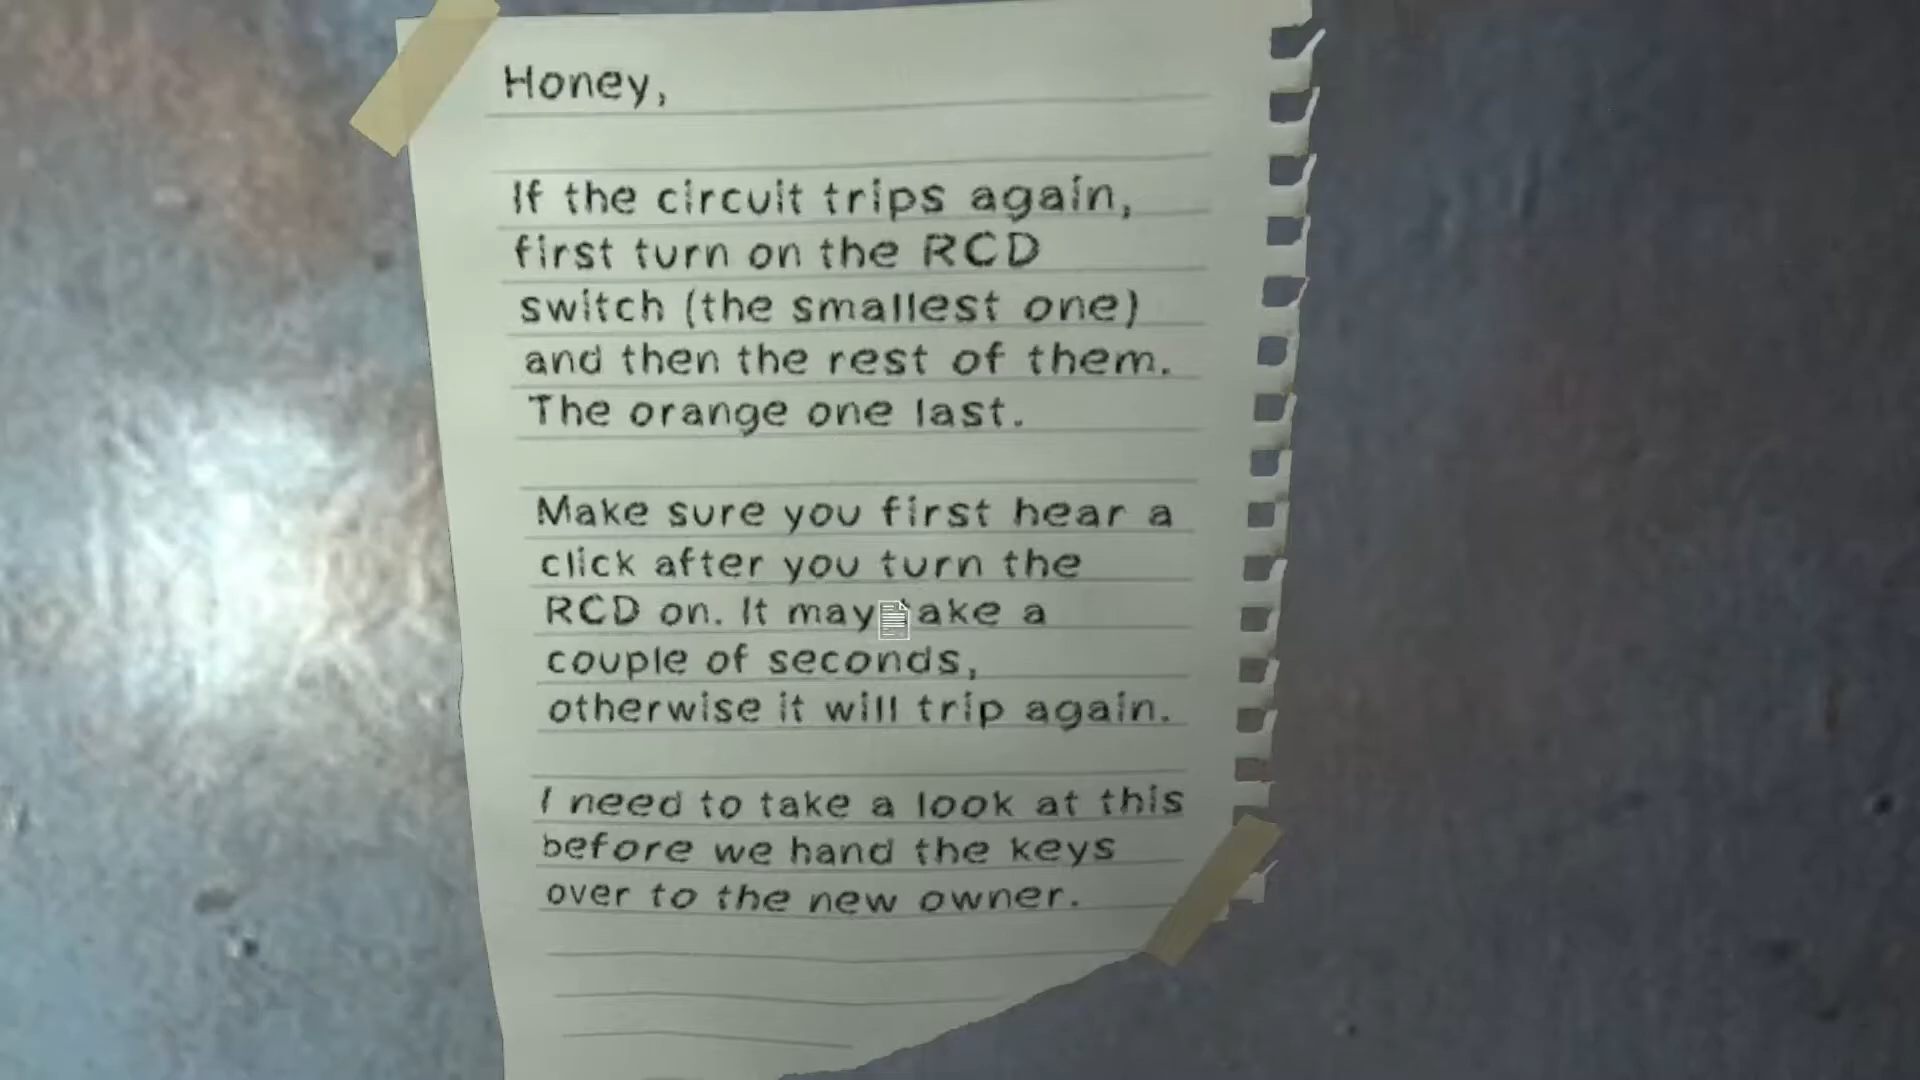 Honey,
If the circuit trips again,
first turn on the RCD
switch (the smallest one)
and then the rest of them.
The orange one last.
Make sure you first hear a
click after you turn the
RCD on. It may take a
couple of seconds,
otherwise it will trip again.
I need to take a look at this
before we hand the keys
over to the new owner.